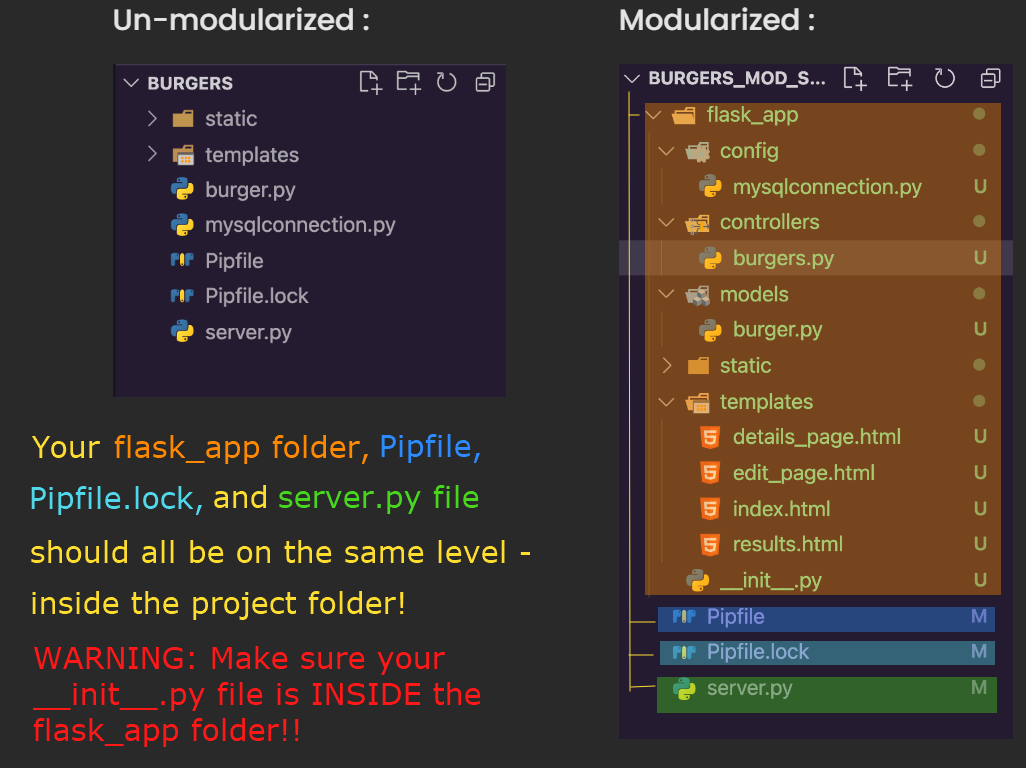 Un-modularized :
BURGERS
static
templates
burger.py
mysqlconnection.py
Pipfile
Pipfile.lock
server.py
Your flask_app folder, Pipfile,
Pipfile.lock, and server.py file
should all be on the same level -
inside the project folder!
WARNING: Make sure your
__init__.py file is INSIDE the
flask_app folder!!
Modularized :
BURGERS_MOD_S...
flask_app
config
mysqlconnection.py U
controllers
burgers.py U
models
burger.py U
static
templates
details_page.html U
edit_page.html U
index.html U
results.html U
__init__.py U
Pipfile M
Pipfile.lock M
server.py M